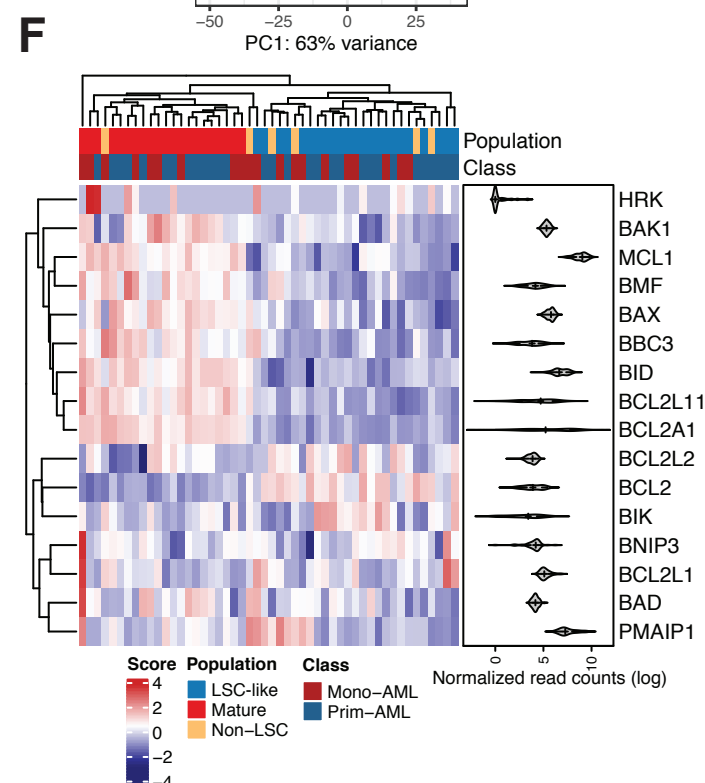 −50 −25 0 25
PC1: 63% variance
F
Population
Class
HRK
BAK1
MCL1
BMF
BAX
BBC3
BID
BCL2L11
BCL2A1
BCL2L2
BCL2
BIK
BNIP3
BCL2L1
BAD
PMAIP1
0 5 10
Normalized read counts (log)
Score Population Class
4
2
0
−2
−4
LSC−like
Mature
Non−LSC
Mono−AML
Prim−AML